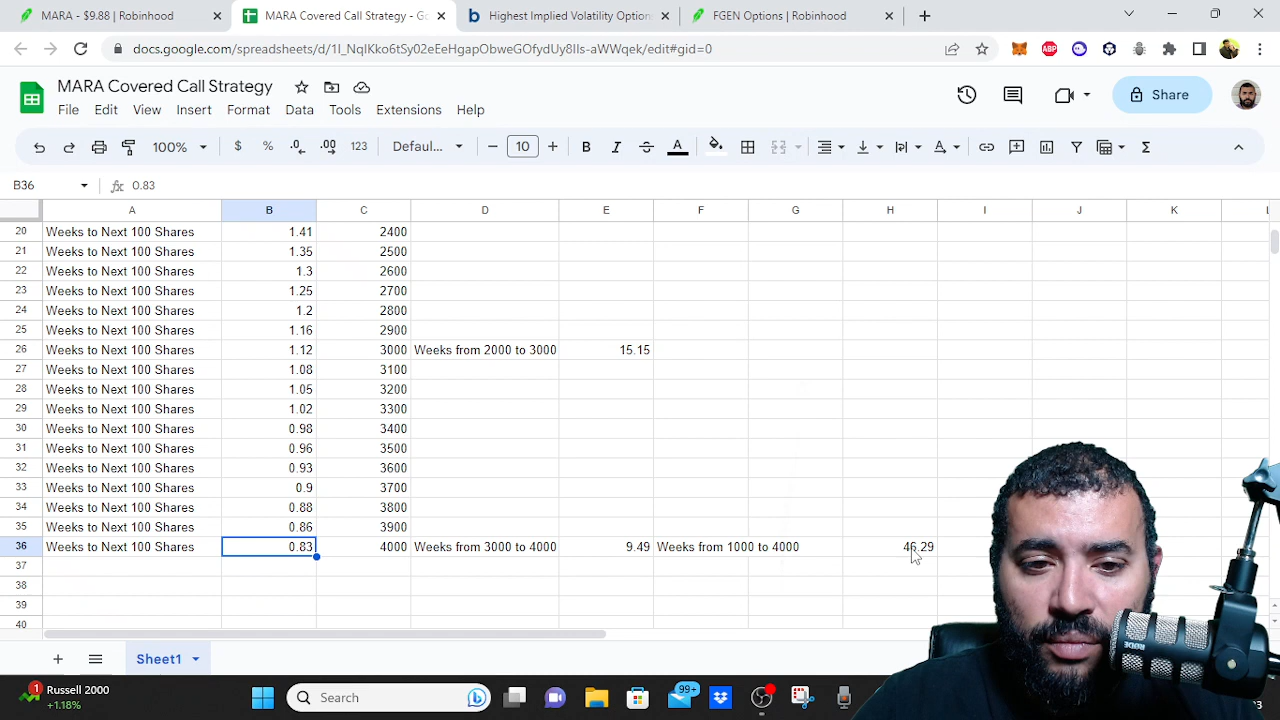 MARA - $9.88 | Robinhood
MARA Covered Call Strategy - Go
Highest Implied Volatility Option
FGEN Options | Robinhood
docs.google.com/spreadsheets/d/1I_NqIKko6tSy02eEeHgapObweGOfydUy8IIs-aWWqek/edit#gid=0
ABP
MARA Covered Call Strategy
File Edit View Insert Format Data Tools Extensions Help
Share
100% $ % .0 .00 123 Defaul... 10 B I A Σ
B36 fx 0.83
A B C D E F G H I J K L
20 Weeks to Next 100 Shares 1.41 2400
21 Weeks to Next 100 Shares 1.35 2500
22 Weeks to Next 100 Shares 1.3 2600
23 Weeks to Next 100 Shares 1.25 2700
24 Weeks to Next 100 Shares 1.2 2800
25 Weeks to Next 100 Shares 1.16 2900
26 Weeks to Next 100 Shares 1.12 3000 Weeks from 2000 to 3000 15.15
27 Weeks to Next 100 Shares 1.08 3100
28 Weeks to Next 100 Shares 1.05 3200
29 Weeks to Next 100 Shares 1.02 3300
30 Weeks to Next 100 Shares 0.98 3400
31 Weeks to Next 100 Shares 0.96 3500
32 Weeks to Next 100 Shares 0.93 3600
33 Weeks to Next 100 Shares 0.9 3700
34 Weeks to Next 100 Shares 0.88 3800
35 Weeks to Next 100 Shares 0.86 3900
36 Weeks to Next 100 Shares 0.83 4000 Weeks from 3000 to 4000 9.49 Weeks from 1000 to 4000 46.29
37
38
39
40
Sheet1
RODE
1 Russell 2000
+1.18%
Search
99+